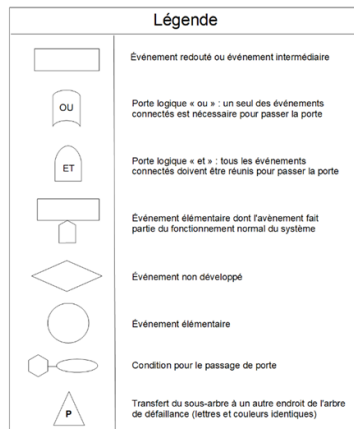 Légende
Événement redouté ou événement intermédiaire
OU
Porte logique « ou » : un seul des événements
connectés est nécessaire pour passer la porte
ET
Porte logique « et » : tous les événements
connectés doivent être réunis pour passer la porte
Événement élémentaire dont l'avènement fait
partie du fonctionnement normal du système
Événement non développé
Événement élémentaire
Condition pour le passage de porte
P
Transfert du sous-arbre à un autre endroit de l'arbre
de défaillance (lettres et couleurs identiques)